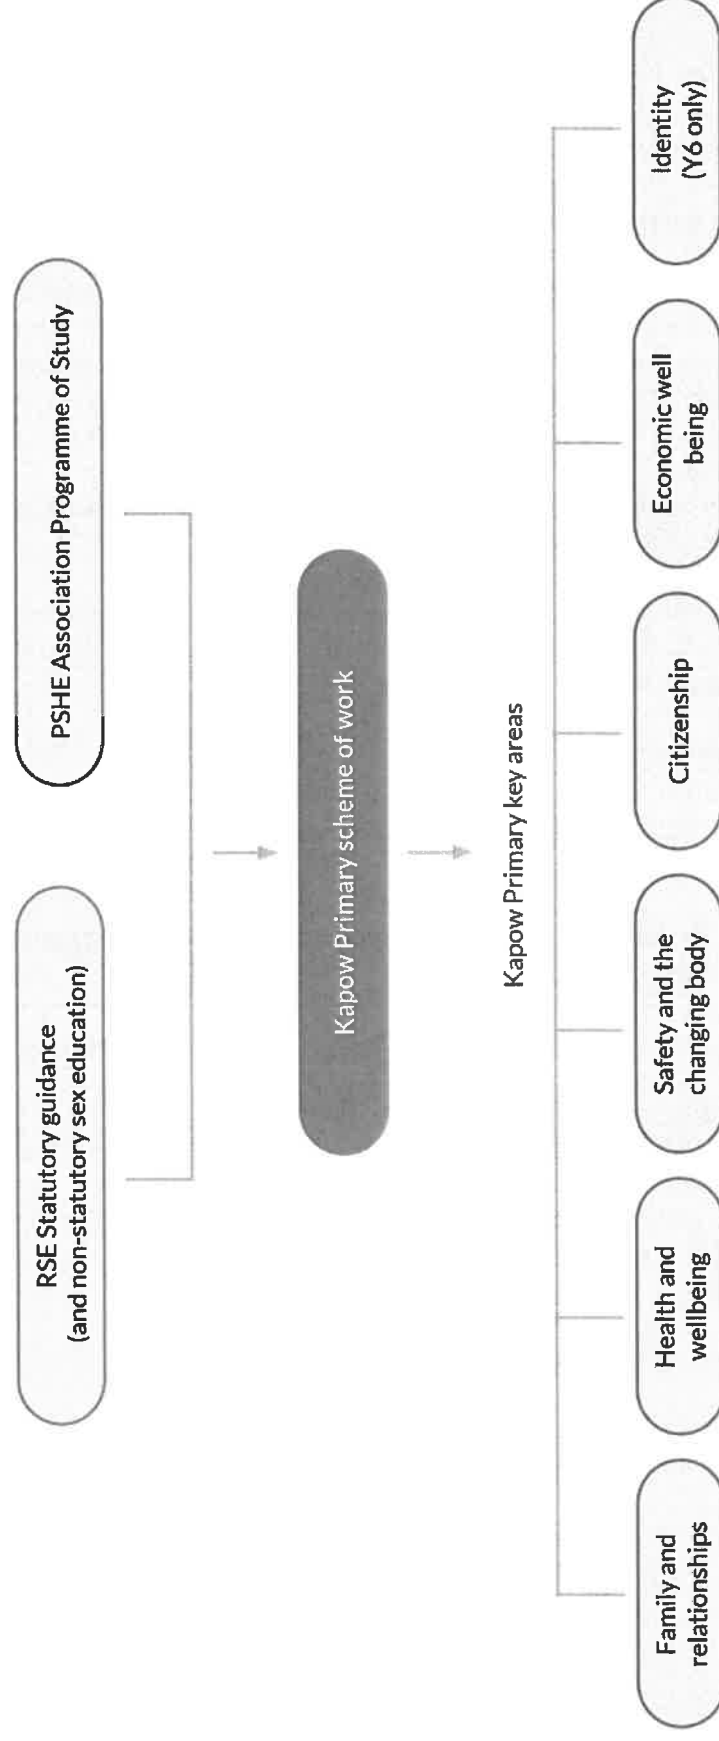 RSE Statutory guidance
(and non-statutory sex education)
PSHE Association Programme of Study
Kapow Primary scheme of work
Kapow Primary key areas
Family and
relationships
Health and
wellbeing
Safety and the
changing body
Citizenship
Economic well
being
Identity
(Y6 only)